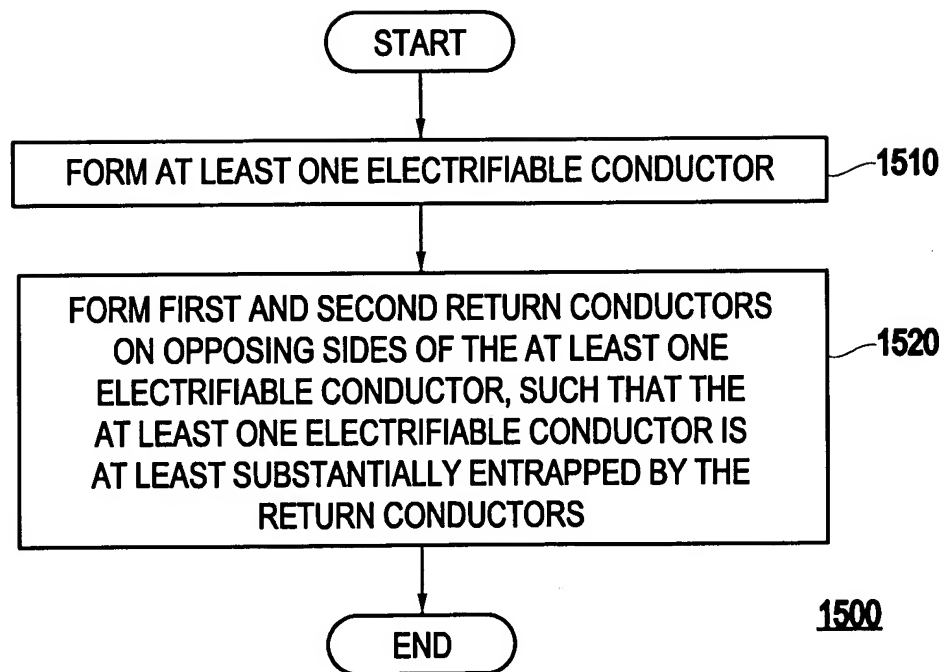 START
FORM AT LEAST ONE ELECTRIFIABLE CONDUCTOR
1510
FORM FIRST AND SECOND RETURN CONDUCTORS
ON OPPOSING SIDES OF THE AT LEAST ONE
ELECTRIFIABLE CONDUCTOR, SUCH THAT THE
AT LEAST ONE ELECTRIFIABLE CONDUCTOR IS
AT LEAST SUBSTANTIALLY ENTRAPPED BY THE
RETURN CONDUCTORS
1520
END
1500